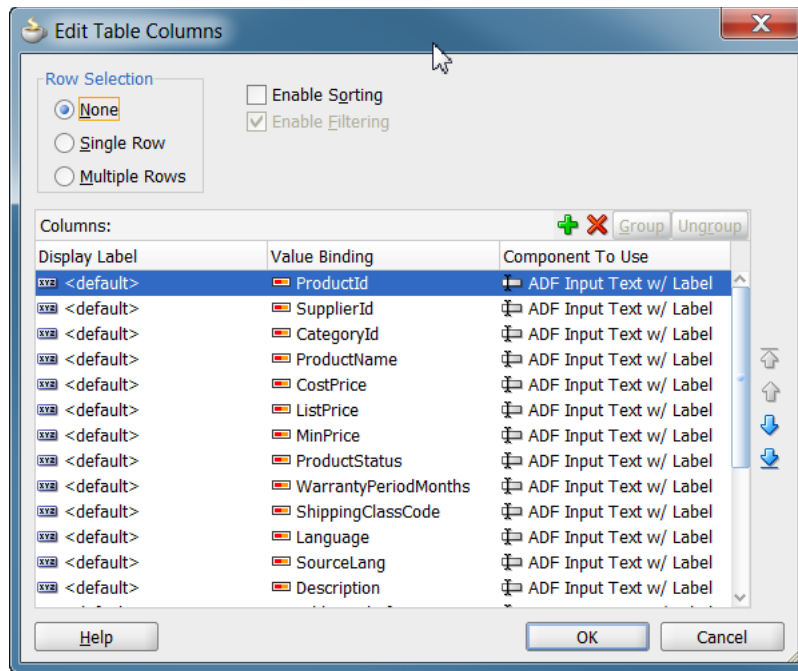 Edit Table Columns
Row Selection
None
Single Row
Multiple Rows
Enable Sorting
Enable Filtering
Columns:
Group Ungroup
Display Label Value Binding Component To Use
<default> ProductId ADF Input Text w/ Label
<default> SupplierId ADF Input Text w/ Label
<default> CategoryId ADF Input Text w/ Label
<default> ProductName ADF Input Text w/ Label
<default> CostPrice ADF Input Text w/ Label
<default> ListPrice ADF Input Text w/ Label
<default> MinPrice ADF Input Text w/ Label
<default> ProductStatus ADF Input Text w/ Label
<default> WarrantyPeriodMonths ADF Input Text w/ Label
<default> ShippingClassCode ADF Input Text w/ Label
<default> Language ADF Input Text w/ Label
<default> SourceLang ADF Input Text w/ Label
<default> Description ADF Input Text w/ Label
Help OK Cancel